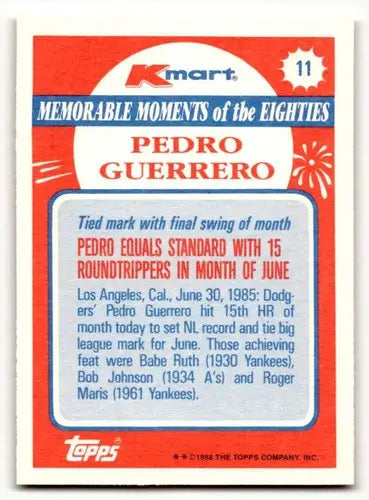 Kmart®
11
MEMORABLE MOMENTS of the EIGHTIES
PEDRO
GUERRERO
Tied mark with final swing of month
PEDRO EQUALS STANDARD WITH 15
ROUNDTRIPPERS IN MONTH OF JUNE
Los Angeles, Cal., June 30, 1985: Dodg-
ers' Pedro Guerrero hit 15th HR of
month today to set NL record and tie big
league mark for June. Those achieving
feat were Babe Ruth (1930 Yankees),
Bob Johnson (1934 A's) and Roger
Maris (1961 Yankees).
topps®
**©1988 THE TOPPS COMPANY, INC.